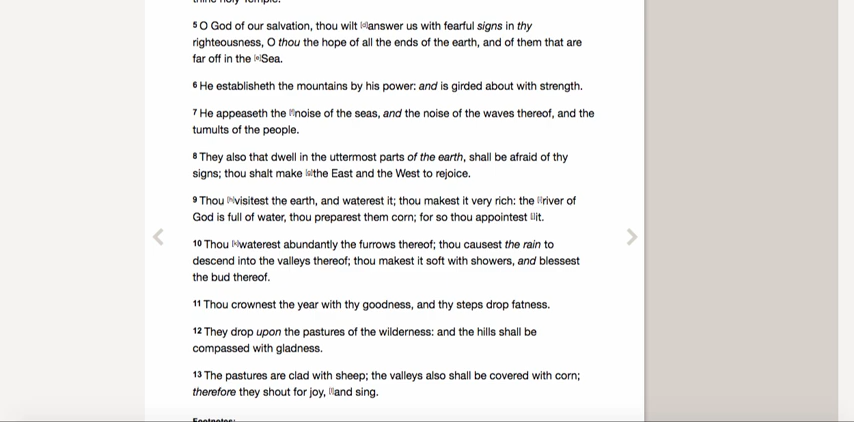 thine holy Temple.
5 O God of our salvation, thou wilt [d]answer us with fearful signs in thy
righteousness, O thou the hope of all the ends of the earth, and of them that are
far off in the [e]Sea.
6 He establisheth the mountains by his power: and is girded about with strength.
7 He appeaseth the [f]noise of the seas, and the noise of the waves thereof, and the
tumults of the people.
8 They also that dwell in the uttermost parts of the earth, shall be afraid of thy
signs; thou shalt make [g]the East and the West to rejoice.
9 Thou [h]visitest the earth, and waterest it; thou makest it very rich: the [i]river of
God is full of water, thou preparest them corn; for so thou appointest [j]it.
10 Thou [k]waterest abundantly the furrows thereof; thou causest the rain to
descend into the valleys thereof; thou makest it soft with showers, and blessest
the bud thereof.
11 Thou crownest the year with thy goodness, and thy steps drop fatness.
12 They drop upon the pastures of the wilderness: and the hills shall be
compassed with gladness.
13 The pastures are clad with sheep; the valleys also shall be covered with corn;
therefore they shout for joy, [l]and sing.
Footnotes: